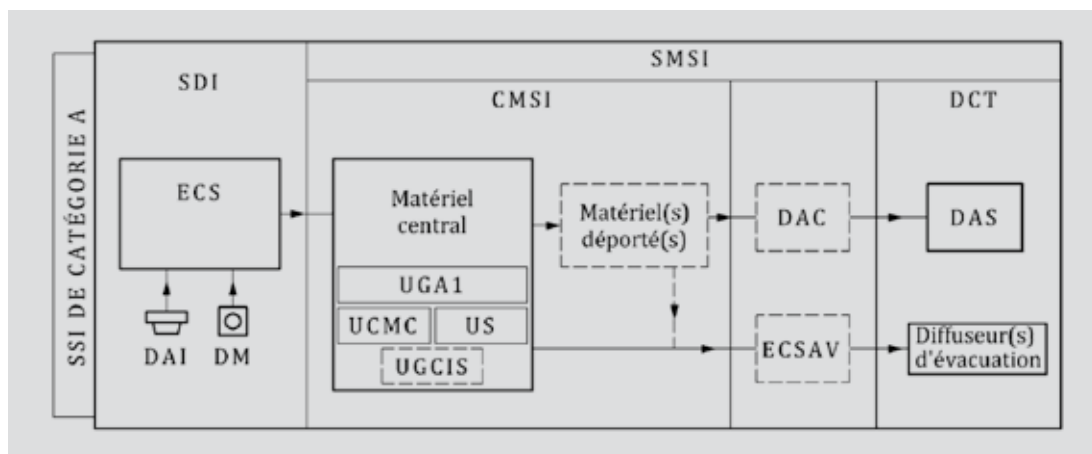 SSI DE CATÉGORIE A
SDI
ECS
DAI
DM
SMSI
CMSI
Matériel
central
UGA1
UCMC
US
UGCIS
Matériel(s)
déporté(s)
DAC
ECSAV
DCT
DAS
Diffuseur(s)
d'évacuation